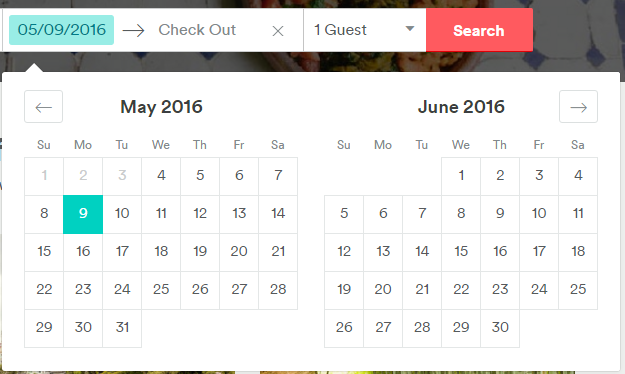 05/09/2016 → Check Out × 1 Guest Search
← May 2016
Su Mo Tu We Th Fr Sa
1 2 3 4 5 6 7
8 9 10 11 12 13 14
15 16 17 18 19 20 21
22 23 24 25 26 27 28
29 30 31
June 2016 →
Su Mo Tu We Th Fr Sa
1 2 3 4
5 6 7 8 9 10 11
12 13 14 15 16 17 18
19 20 21 22 23 24 25
26 27 28 29 30